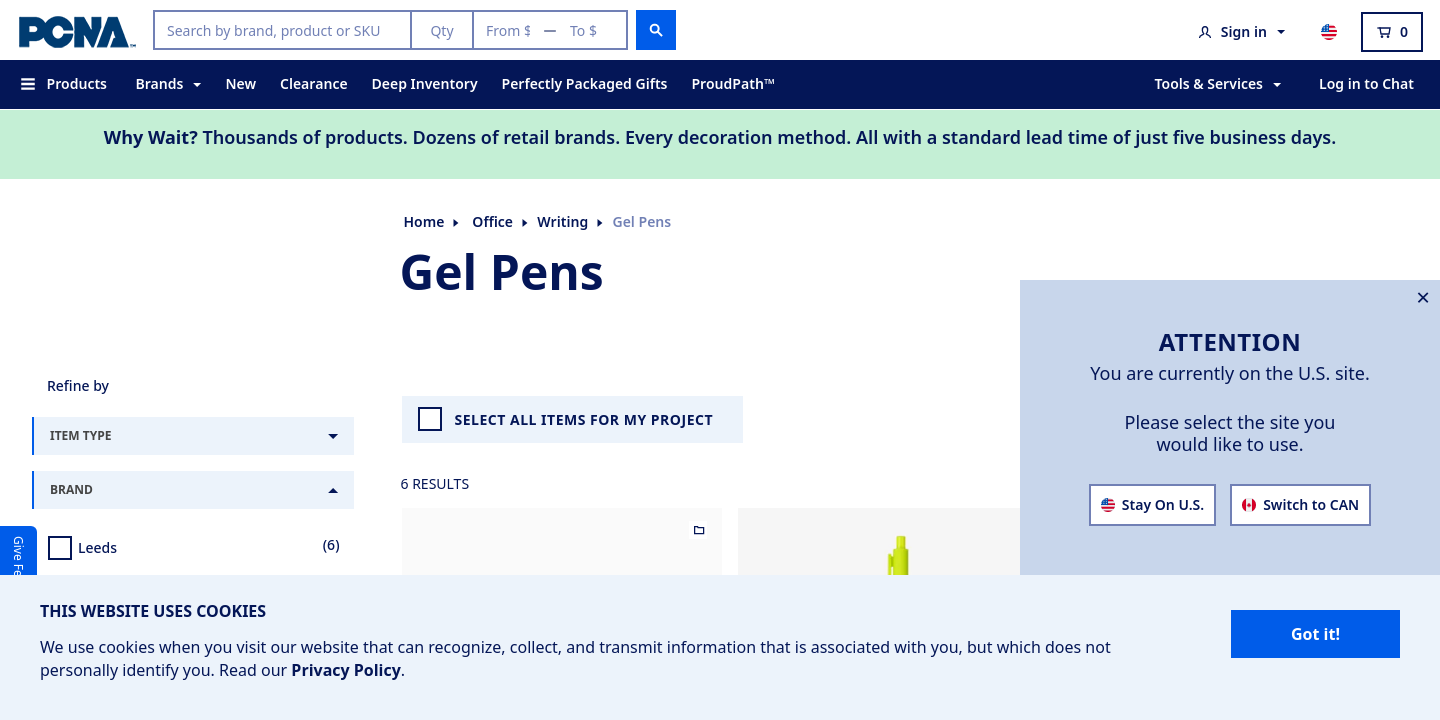 PCNA™
Search by brand, product or SKU
Qty
From $ — To $
Sign in
0
Products
Brands
New
Clearance
Deep Inventory
Perfectly Packaged Gifts
ProudPath™
Tools & Services
Log in to Chat
Why Wait? Thousands of products. Dozens of retail brands. Every decoration method. All with a standard lead time of just five business days.
Home
Office
Writing
Gel Pens
Gel Pens
Refine by
ITEM TYPE
BRAND
Leeds
(6)
Give Fe
SELECT ALL ITEMS FOR MY PROJECT
6 RESULTS
ATTENTION
You are currently on the U.S. site.
Please select the site you
would like to use.
Stay On U.S.
Switch to CAN
THIS WEBSITE USES COOKIES
We use cookies when you visit our website that can recognize, collect, and transmit information that is associated with you, but which does not
personally identify you. Read our Privacy Policy.
Got it!